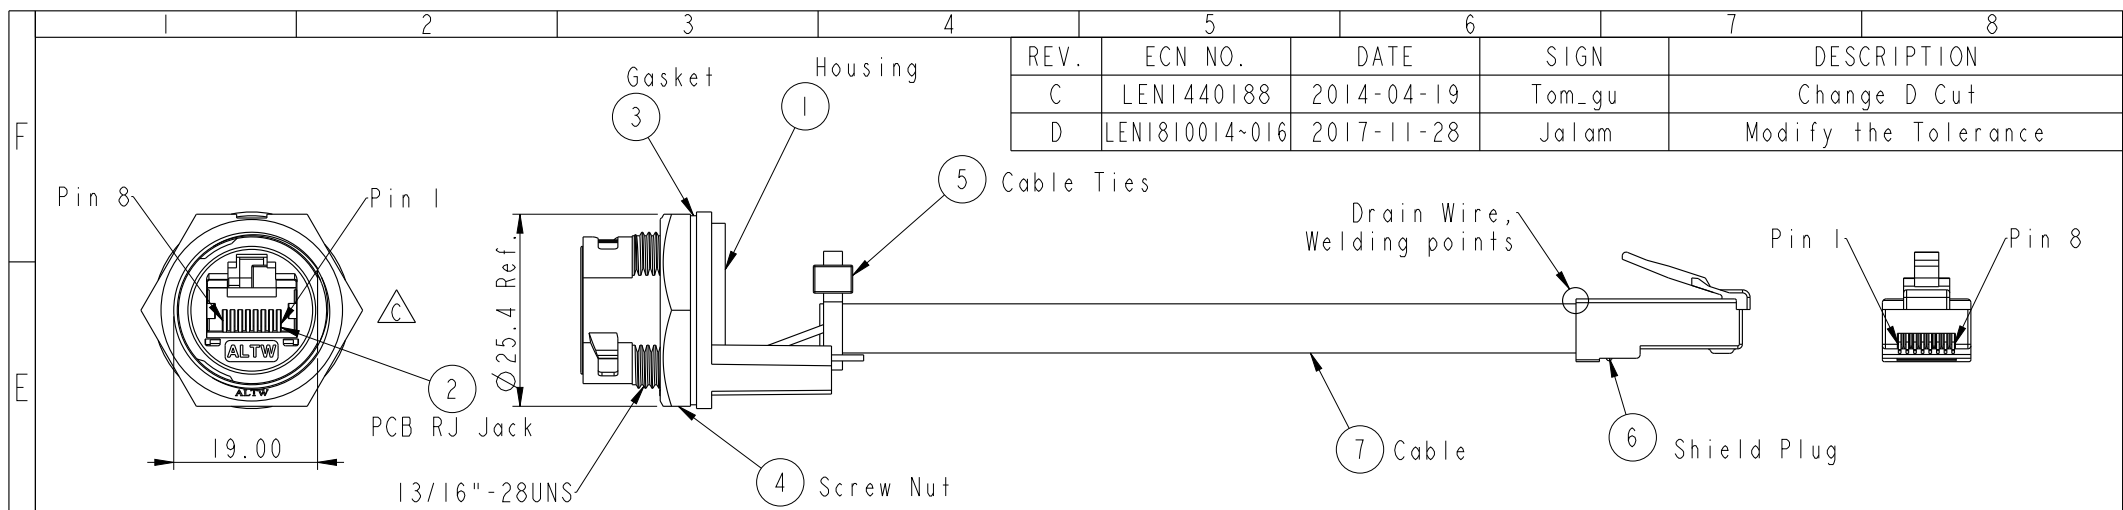 1 2 3 4 5 6 7 8
REV. ECN NO. DATE SIGN DESCRIPTION
C LEN1440188 2014-04-19 Tom_gu Change D Cut
D LEN1810014~016 2017-11-28 Jalam Modify the Tolerance
F
E
Gasket
3
Housing
1
5 Cable Ties
Pin 8
Pin 1
C
ALTW
ALTW
2
PCB RJ Jack
19.00
Ø25.4 Ref.
13/16"-28UNS
4 Screw Nut
Drain Wire,
Welding points
7 Cable
6 Shield Plug
Pin 1
Pin 8